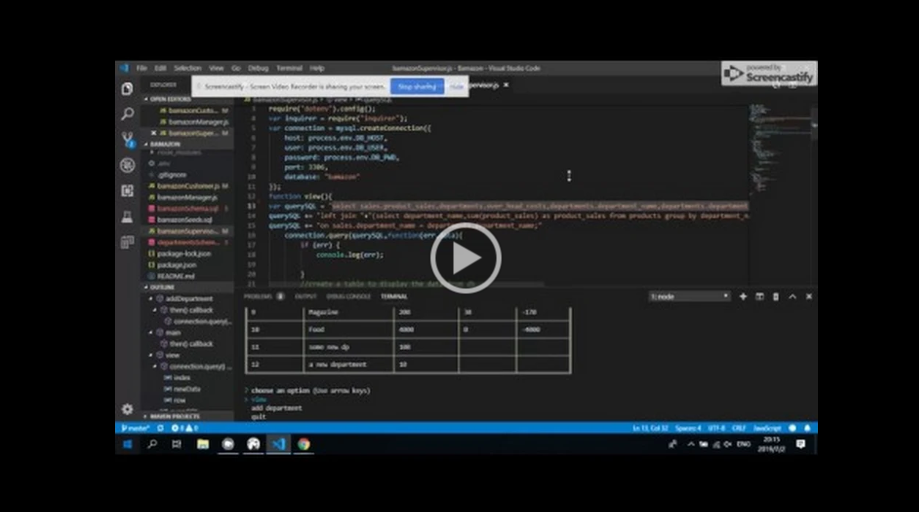 File Edit Selection View Go Debug Terminal Help
bamazonSupervisor.js - Bamazon - Visual Studio Code
powered by
Screencastify
Screencastify - Screen Video Recorder is sharing your screen.
Stop sharing
Hide
EXPLORER
OPEN EDITORS
bamazonCusto... M
bamazonManager.js
bamazonSuper... M
BAMAZON
node_modules
.env
.gitignore
bamazonCustomer.js M
bamazonManager.js
bamazonSchema.sql
bamazonSeeds.sql
bamazonSuperviso... M
package-lock.json
package.json
README.md
OUTLINE
addDepartment
then() callback
connection.query(...
main
then() callback
view
connection.query() ...
index
newData
row
MAVEN PROJECTS
require("dotenv").config();
var inquirer = require("inquirer");
var connection = mysql.createConnection({
host: process.env.DB_HOST,
user: process.env.DB_USER,
password: process.env.DB_PWD,
port: 3306,
database: "bamazon"
});
function view(){
var querySQL = "select sales.product_sales,departments.over_head_costs,departments.department_name,departments.department
querySQL += "left join "+"(select department_name,sum(product_sales) as product_sales from products group by department_n
querySQL += "on sales.department_name = department_name;"
connection.query(querySQL,function(err,data){
if (err) {
console.log(err);
}
//create a table to display the data
PROBLEMS OUTPUT DEBUG CONSOLE TERMINAL
1: node
Magazine 200 30 -170
10 Food 4000 0 -4000
11 some new dp 100
12 a new department 10
? choose an option (Use arrow keys)
> view
add department
quit
master*
Ln 13, Col 32 Spaces: 4 UTF-8 CRLF JavaScript
ENG
20:15
2019/7/2